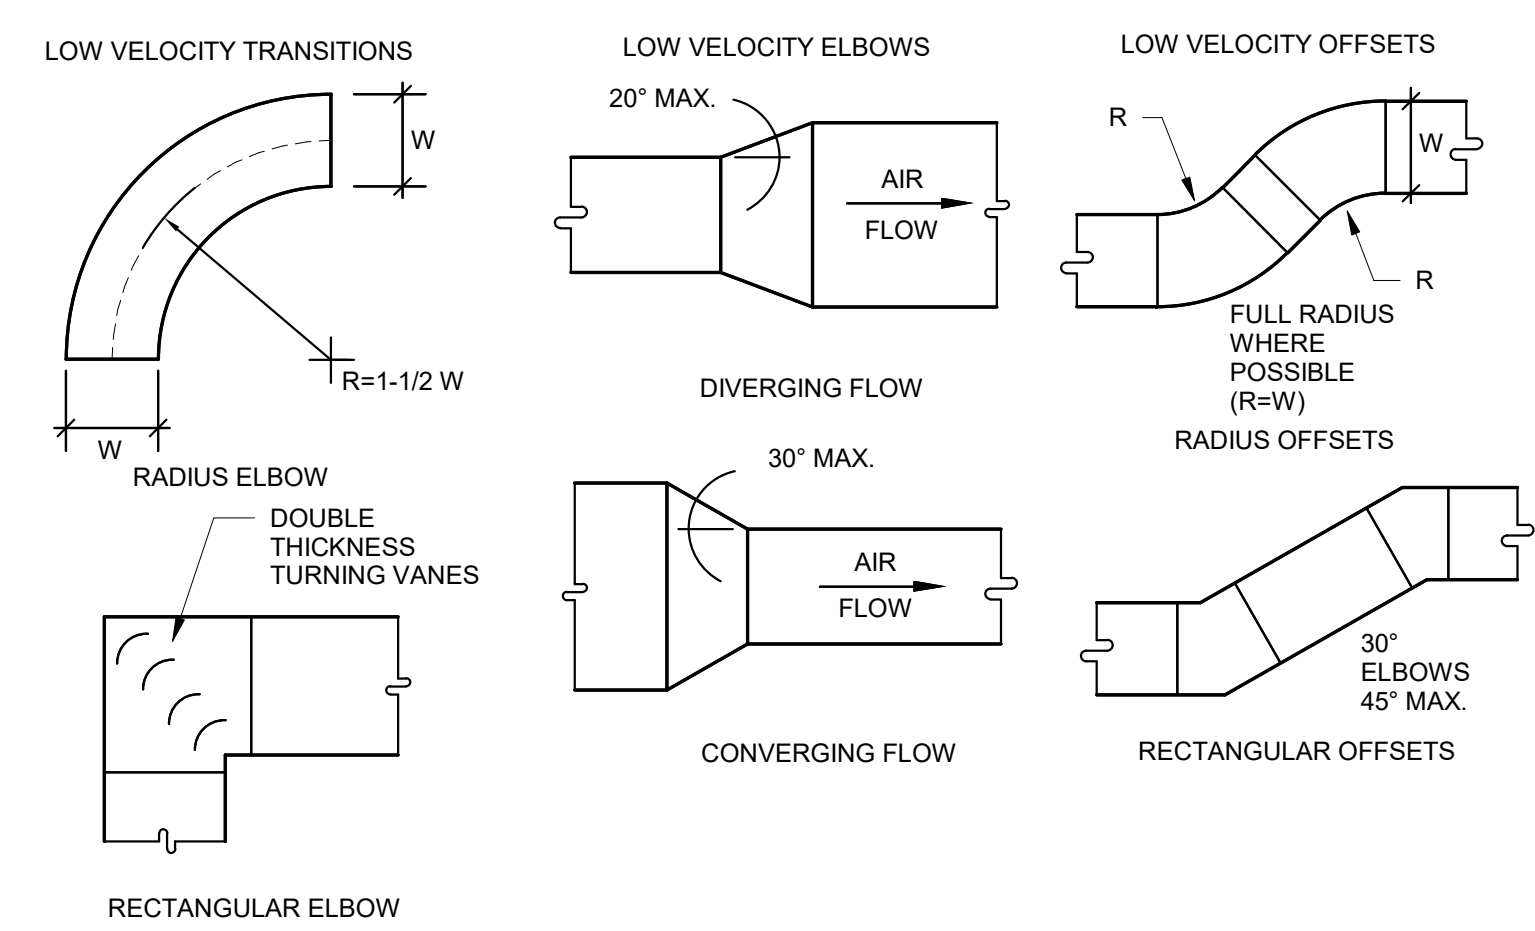 LOW VELOCITY TRANSITIONS
W
R=1-1/2 W
W
RADIUS ELBOW
DOUBLE
THICKNESS
TURNING VANES
RECTANGULAR ELBOW
LOW VELOCITY ELBOWS
20° MAX.
AIR
FLOW
DIVERGING FLOW
30° MAX.
AIR
FLOW
CONVERGING FLOW
LOW VELOCITY OFFSETS
R
W
R
FULL RADIUS
WHERE
POSSIBLE
(R=W)
RADIUS OFFSETS
30°
ELBOWS
45° MAX.
RECTANGULAR OFFSETS